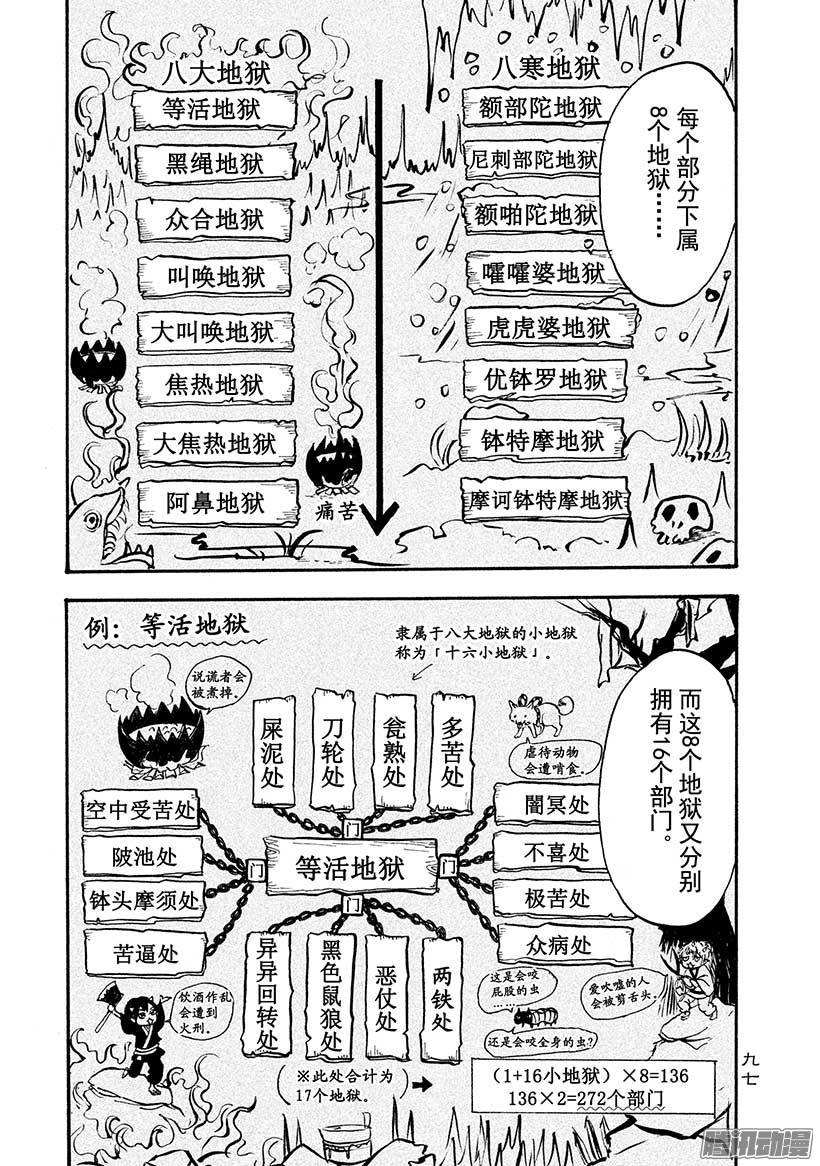 每个部分下属
8个地狱……
八大地狱
等活地狱
黑绳地狱
众合地狱
叫唤地狱
大叫唤地狱
焦热地狱
大焦热地狱
阿鼻地狱
痛苦
八寒地狱
额部陀地狱
尼刺部陀地狱
额啪陀地狱
嚯嚯婆地狱
虎虎婆地狱
优钵罗地狱
钵特摩地狱
摩诃钵特摩地狱
而这8个地狱又分别
拥有16个部门。
例：等活地狱
隶属于八大地狱的小地狱
称为「十六小地狱」。
说谎者会
被煮掉。
屎泥处
刀轮处
瓮熟处
多苦处
虐待动物
会遭啃食。
空中受苦处
陂池处
钵头摩须处
苦逼处
门
门
等活地狱
门
门
闇冥处
不喜处
极苦处
众病处
异异回转处
黑色鼠狼处
恶仗处
两铁处
饮酒作乱
会遭到
火刑。
这是会咬
屁股的虫
……
还是会咬全身的虫?
爱吹嘘的人
会被剪舌头。
（※此处合计为
17个地狱。）
（1+16小地狱）×8=136
136×2=272个部门
九七
腾讯动漫